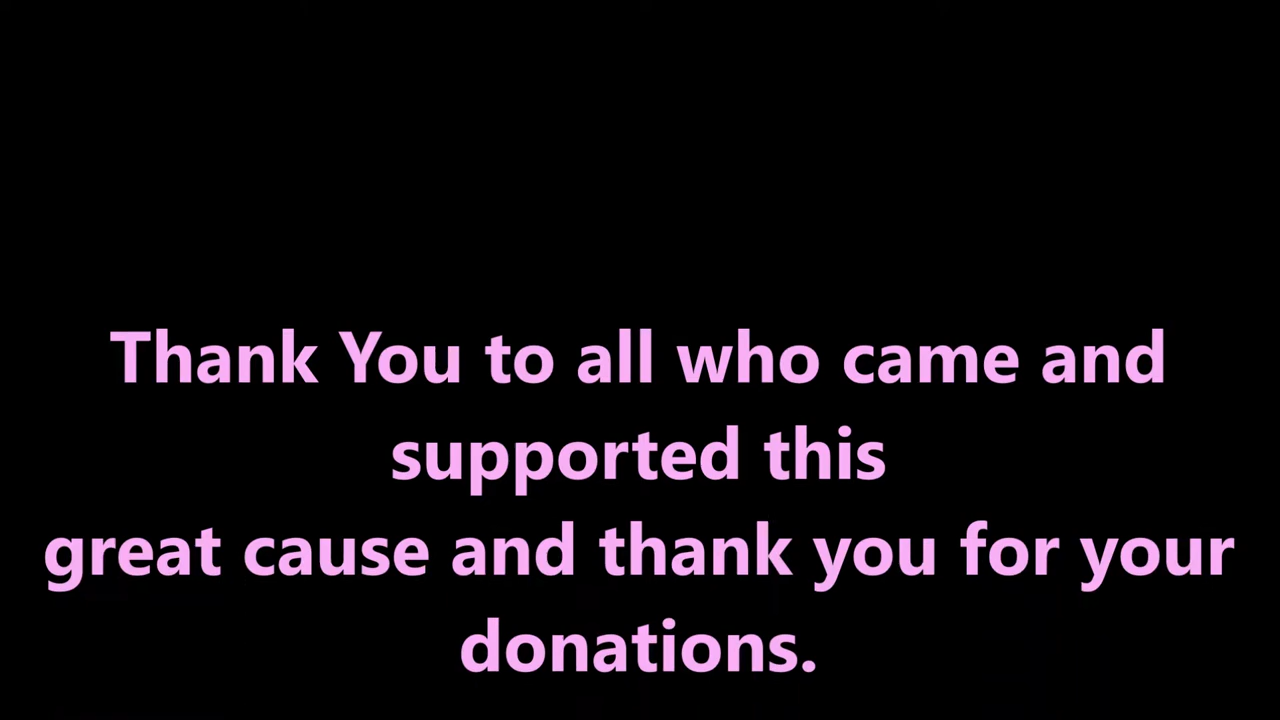 Thank You to all who came and
supported this
great cause and thank you for your
donations.